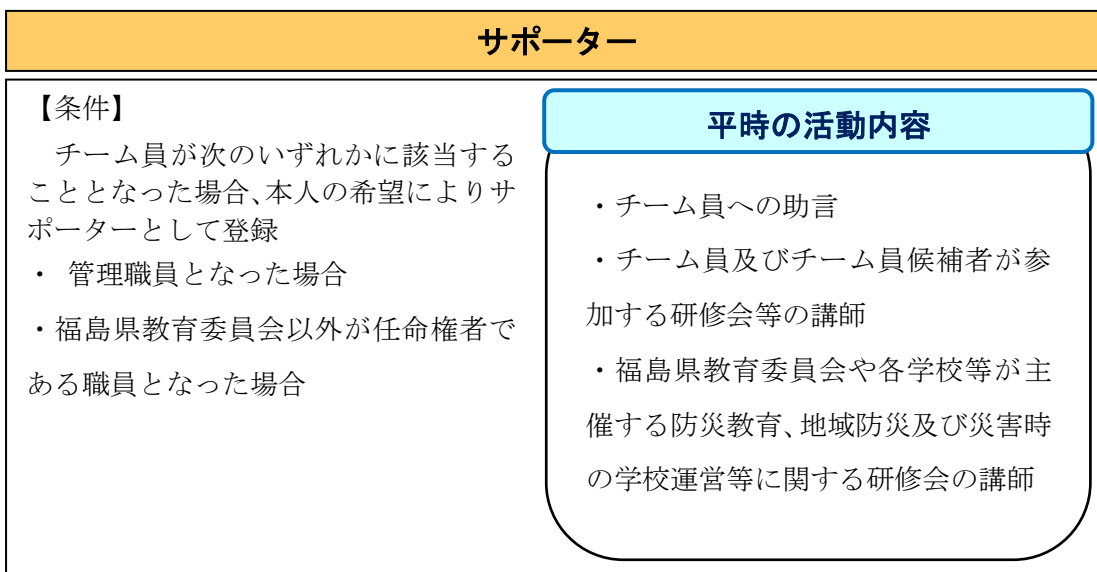 サポーター
【条件】
チーム員が次のいずれかに該当する
こととなった場合、本人の希望によりサ
ポーターとして登録
・ 管理職員となった場合
・福島県教育委員会以外が任命権者で
ある職員となった場合
平時の活動内容
・チーム員への助言
・チーム員及びチーム員候補者が参
加する研修会等の講師
・福島県教育委員会や各学校等が主
催する防災教育、地域防災及び災害時
の学校運営等に関する研修会の講師